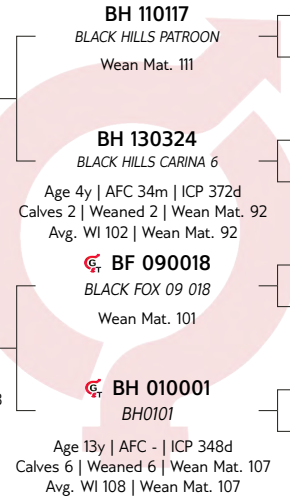 BH 110117
BLACK HILLS PATROON
Wean Mat. 111
BH 130324
BLACK HILLS CARINA 6
Age 4y | AFC 34m | ICP 372d
Calves 2 | Weaned 2 | Wean Mat. 92
Avg. WI 102 | Wean Mat. 92
GT BF 090018
BLACK FOX 09 018
Wean Mat. 101
GT BH 010001
BH0101
Age 13y | AFC - | ICP 348d
Calves 6 | Weaned 6 | Wean Mat. 107
Avg. WI 108 | Wean Mat. 107